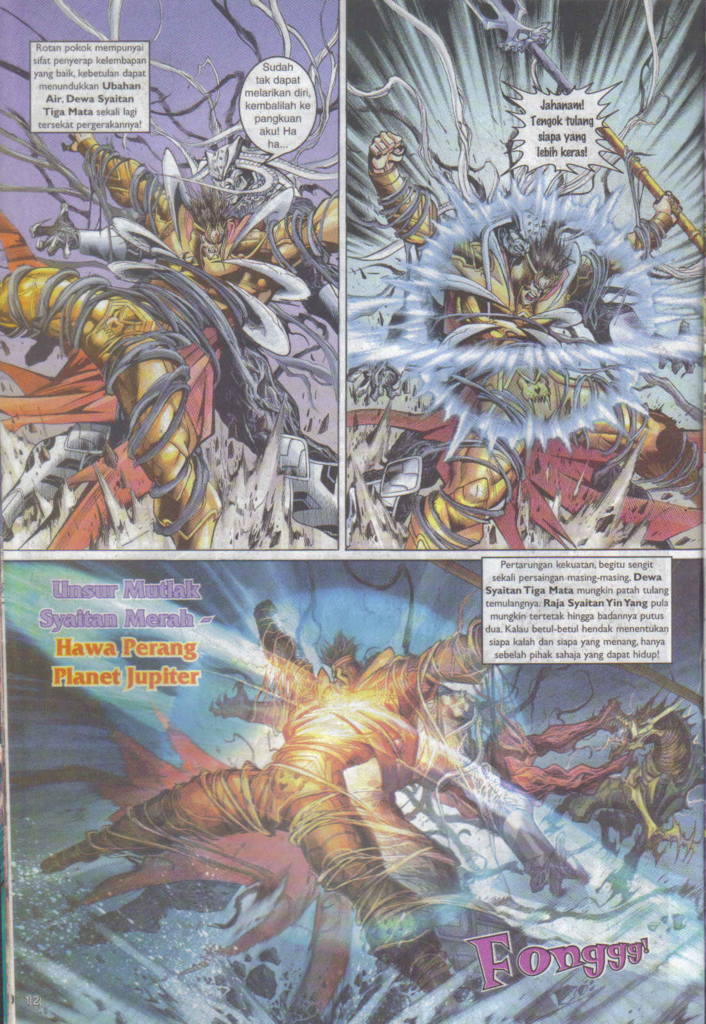 Rotan pokok mempunyai
sifat penyerap kelembapan
yang baik, kebetulan dapat
menundukkan Ubahan
Air, Dewa Syaitan
Tiga Mata sekali lagi
tersekat pergerakannya!
Sudah
tak dapat
melarikan diri,
kembalilah ke
pangkuan
aku! Ha
ha...
Jahanam!
Tengok tulang
siapa yang
lebih keras!
Pertarungan kekuatan, begitu sengit
sekali persaingan masing-masing. Dewa
Syaitan Tiga Mata mungkin patah tulang
temulangnya. Raja Syaitan Yin Yang pula
mungkin tertetak hingga badannya putus
dua. Kalau betul-betul hendak menentukan
siapa kalah dan siapa yang menang, hanya
sebelah pihak sahaja yang dapat hidup!
Unsur Mutlak
Syaitan Merah -
Hawa Perang
Planet Jupiter
Fonggg!
12